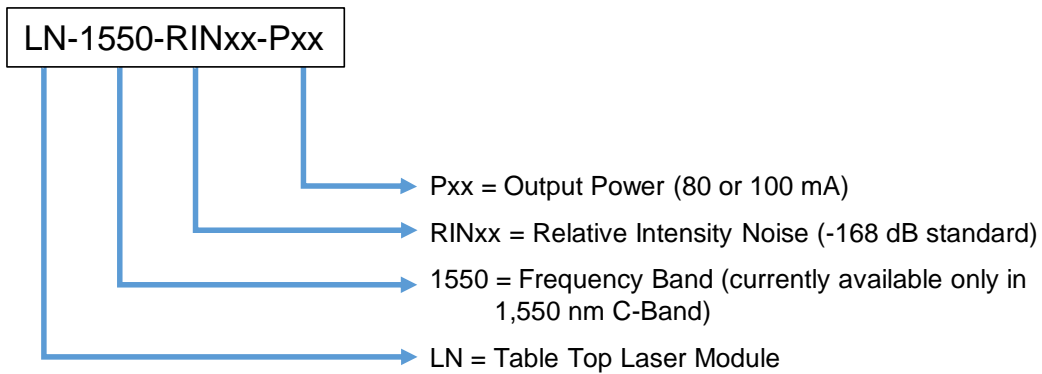 LN-1550-RINxx-Pxx
Pxx = Output Power (80 or 100 mA)
RINxx = Relative Intensity Noise (-168 dB standard)
1550 = Frequency Band (currently available only in
1,550 nm C-Band)
LN = Table Top Laser Module